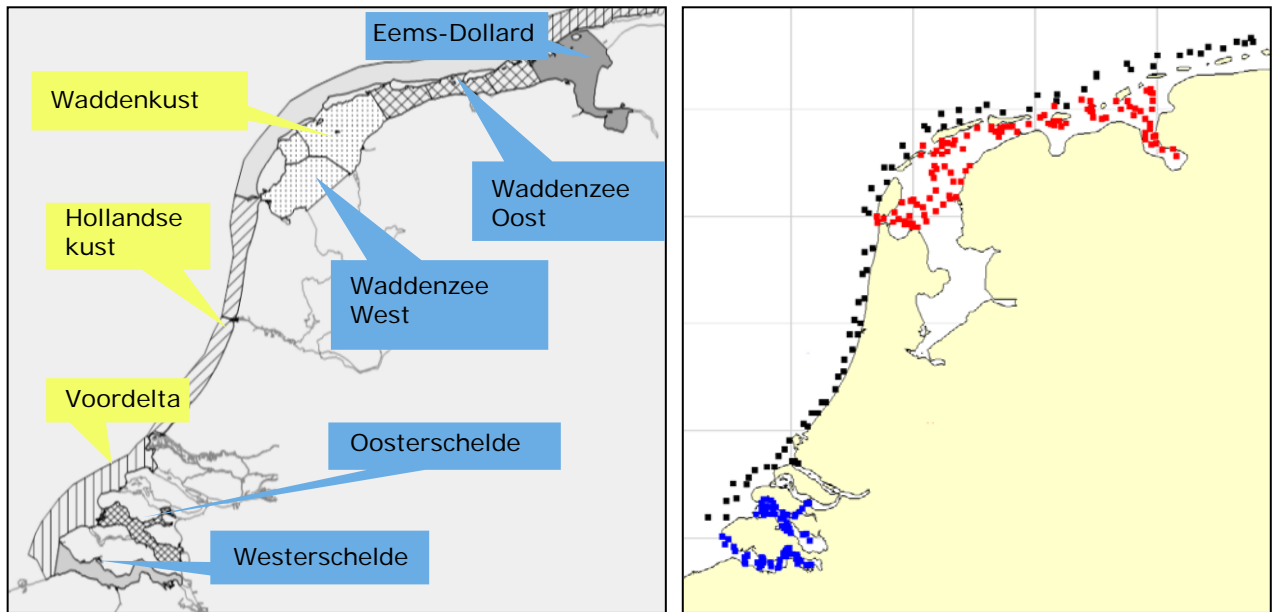 Eems-Dollard
Waddenkust
Waddenzee
Oost
Hollandse
kust
Waddenzee
West
Voordelta
Oosterschelde
Westerschelde